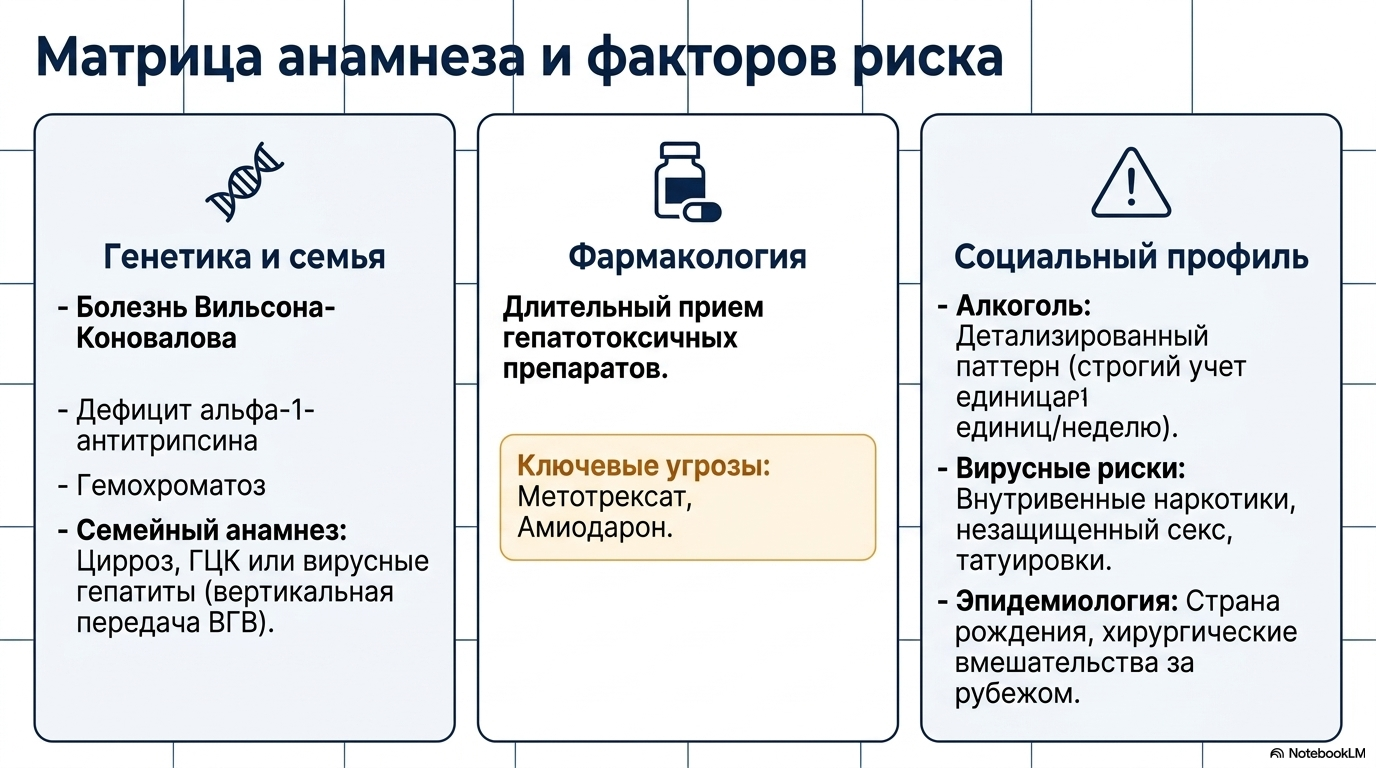 Матрица анамнеза и факторов риска
Генетика и семья
- Болезнь Вильсона-
Коновалова
- Дефицит альфа-1-
антитрипсина
- Гемохроматоз
- Семейный анамнез:
Цирроз, ГЦК или вирусные
гепатиты (вертикальная
передача ВГВ).
Фармакология
Длительный прием
гепатотоксичных
препаратов.
Ключевые угрозы:
Метотрексат,
Амиодарон.
Социальный профиль
- Алкоголь:
Детализированный
паттерн (строгий учет
единиц/неделю).
- Вирусные риски:
Внутривенные наркотики,
незащищенный секс,
татуировки.
- Эпидемиология: Страна
рождения, хирургические
вмешательства за
рубежом.
NotebookLM